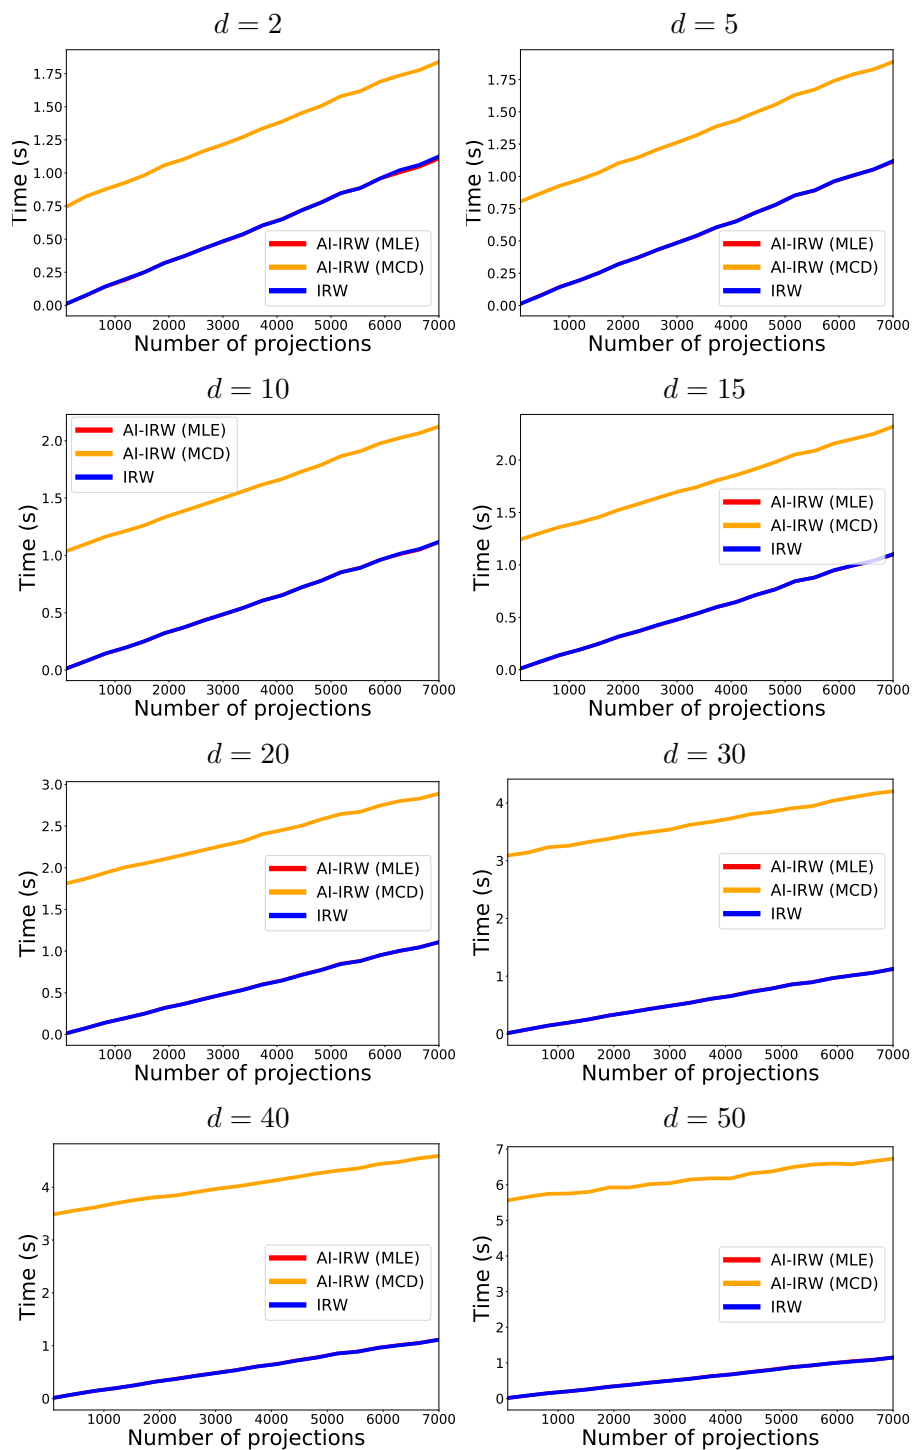 d = 2
1.75
1.50
1.25
1.00
0.75
0.50
0.25
0.00
Time (s)
AI-IRW (MLE)
AI-IRW (MCD)
IRW
1000 2000 3000 4000 5000 6000 7000
Number of projections
d = 5
1.75
1.50
1.25
1.00
0.75
0.50
0.25
0.00
Time (s)
AI-IRW (MLE)
AI-IRW (MCD)
IRW
1000 2000 3000 4000 5000 6000 7000
Number of projections
d = 10
2.0
1.5
1.0
0.5
0.0
Time (s)
AI-IRW (MLE)
AI-IRW (MCD)
IRW
1000 2000 3000 4000 5000 6000 7000
Number of projections
d = 15
2.0
1.5
1.0
0.5
0.0
Time (s)
AI-IRW (MLE)
AI-IRW (MCD)
IRW
1000 2000 3000 4000 5000 6000 7000
Number of projections
d = 20
3.0
2.5
2.0
1.5
1.0
0.5
0.0
Time (s)
AI-IRW (MLE)
AI-IRW (MCD)
IRW
1000 2000 3000 4000 5000 6000 7000
Number of projections
d = 30
4
3
2
1
0
Time (s)
AI-IRW (MLE)
AI-IRW (MCD)
IRW
1000 2000 3000 4000 5000 6000 7000
Number of projections
d = 40
4
3
2
1
0
Time (s)
AI-IRW (MLE)
AI-IRW (MCD)
IRW
1000 2000 3000 4000 5000 6000 7000
Number of projections
d = 50
7
6
5
4
3
2
1
0
Time (s)
AI-IRW (MLE)
AI-IRW (MCD)
IRW
1000 2000 3000 4000 5000 6000 7000
Number of projections